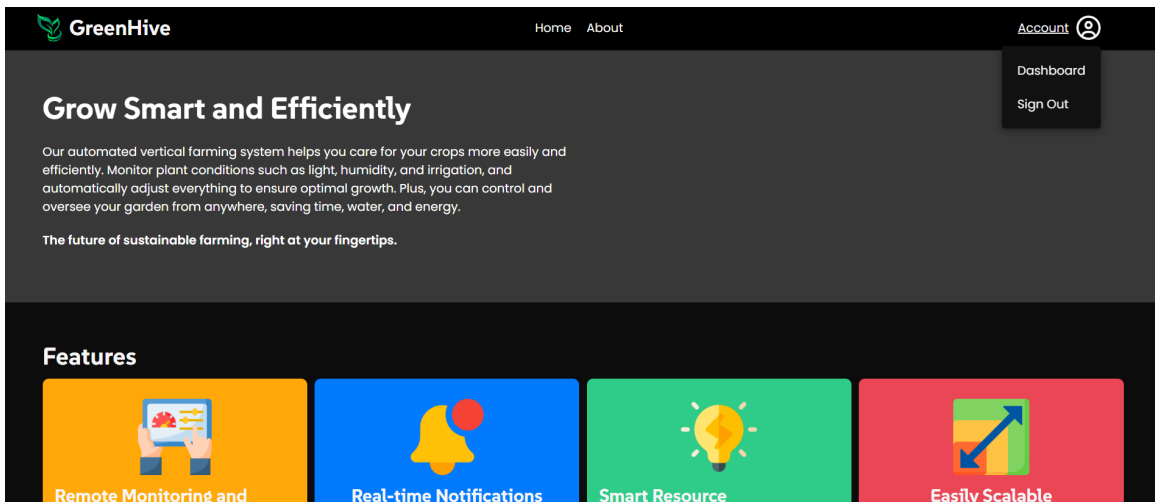 GreenHive
Home About
Account
Dashboard
Sign Out
Grow Smart and Efficiently
Our automated vertical farming system helps you care for your crops more easily and
efficiently. Monitor plant conditions such as light, humidity, and irrigation, and
automatically adjust everything to ensure optimal growth. Plus, you can control and
oversee your garden from anywhere, saving time, water, and energy.
The future of sustainable farming, right at your fingertips.
Features
Remote Monitoring and
Real-time Notifications
Smart Resource
Easily Scalable